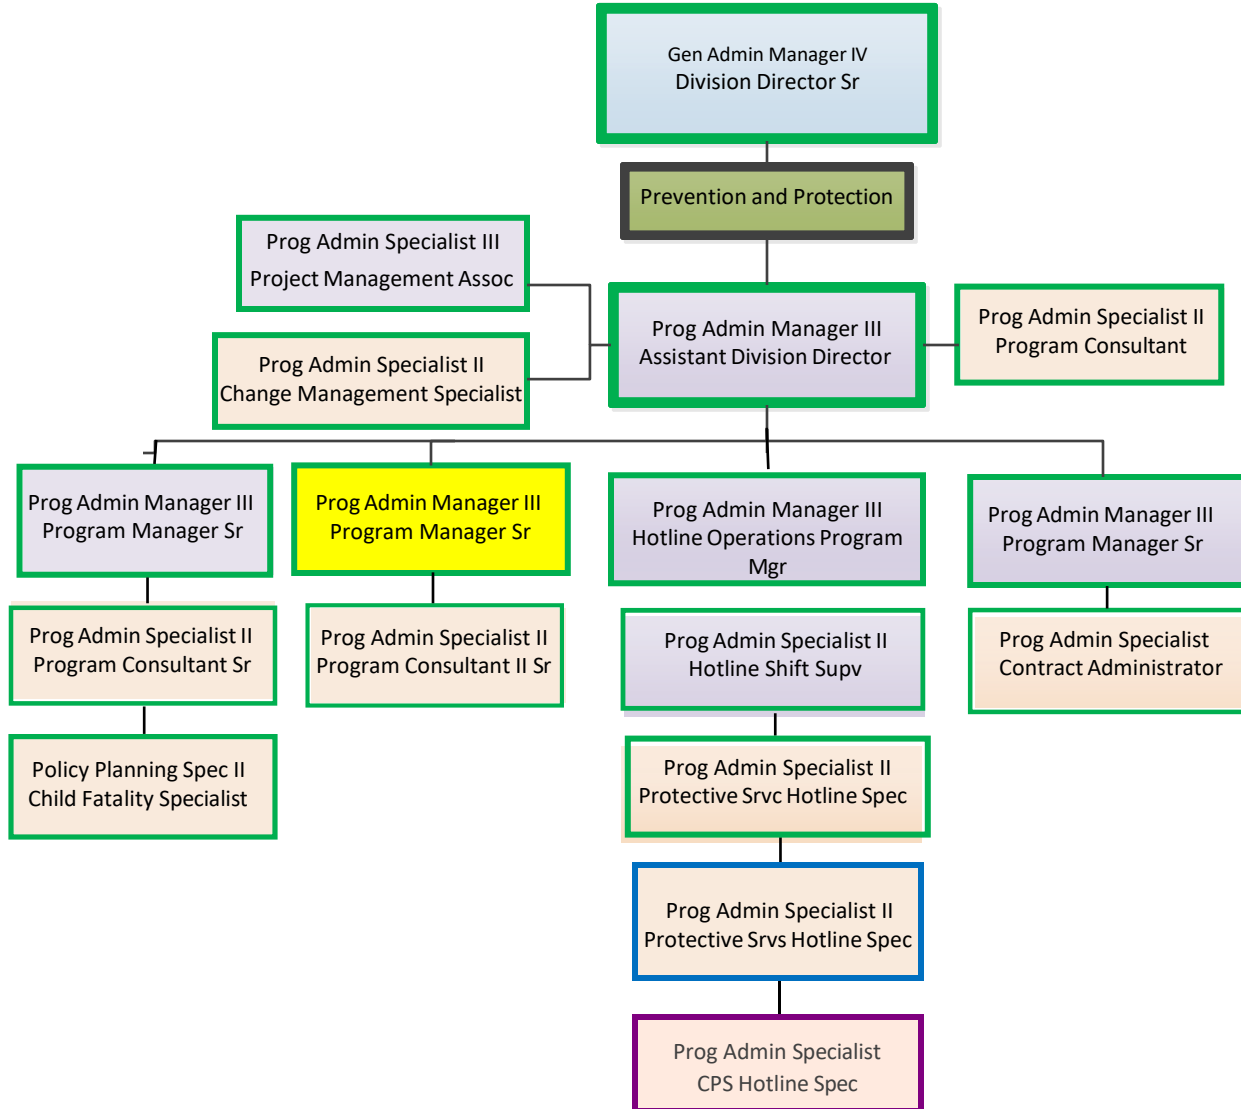 Gen Admin Manager IV
Division Director Sr
Prevention and Protection
Prog Admin Specialist III
Project Management Assoc
Prog Admin Specialist II
Change Management Specialist
Prog Admin Manager III
Assistant Division Director
Prog Admin Specialist II
Program Consultant
Prog Admin Manager III
Program Manager Sr
Prog Admin Manager III
Program Manager Sr
Prog Admin Manager III
Hotline Operations Program
Mgr
Prog Admin Manager III
Program Manager Sr
Prog Admin Specialist II
Program Consultant Sr
Prog Admin Specialist II
Program Consultant II Sr
Prog Admin Specialist II
Hotline Shift Supv
Prog Admin Specialist
Contract Administrator
Policy Planning Spec II
Child Fatality Specialist
Prog Admin Specialist II
Protective Srvc Hotline Spec
Prog Admin Specialist II
Protective Srvs Hotline Spec
Prog Admin Specialist
CPS Hotline Spec